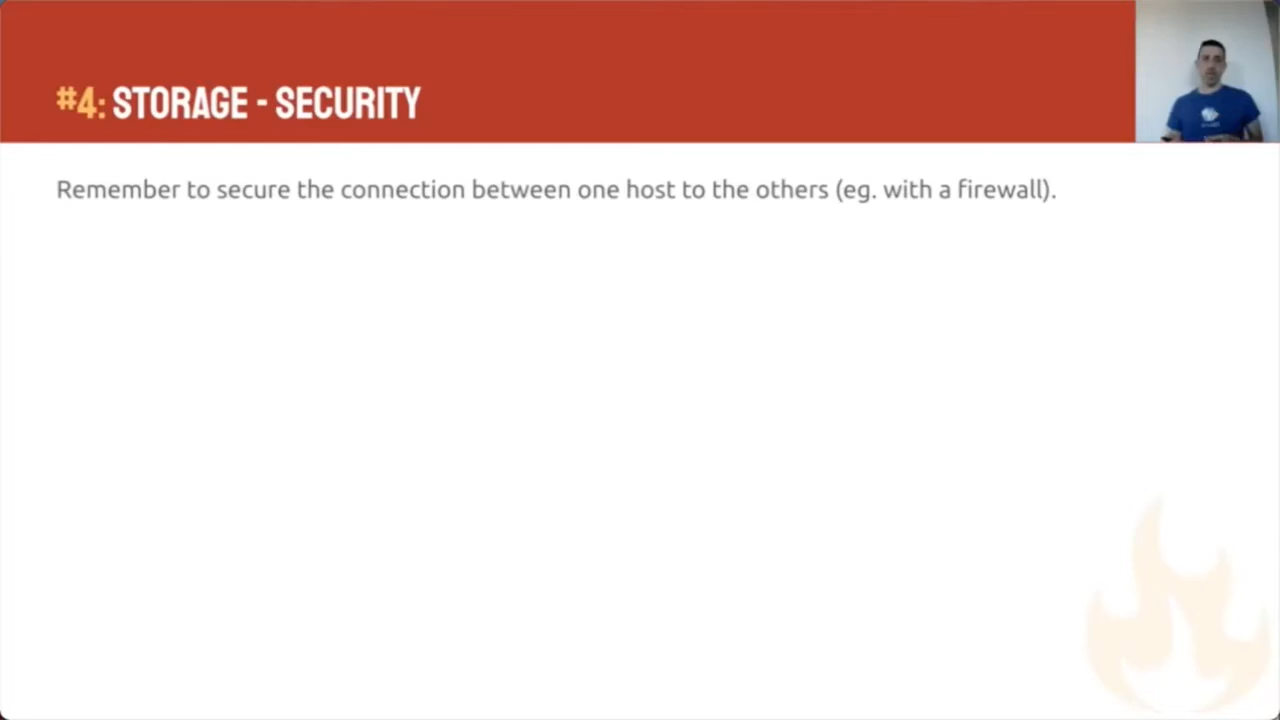 #4: STORAGE - SECURITY
Remember to secure the connection between one host to the others (eg. with a firewall).